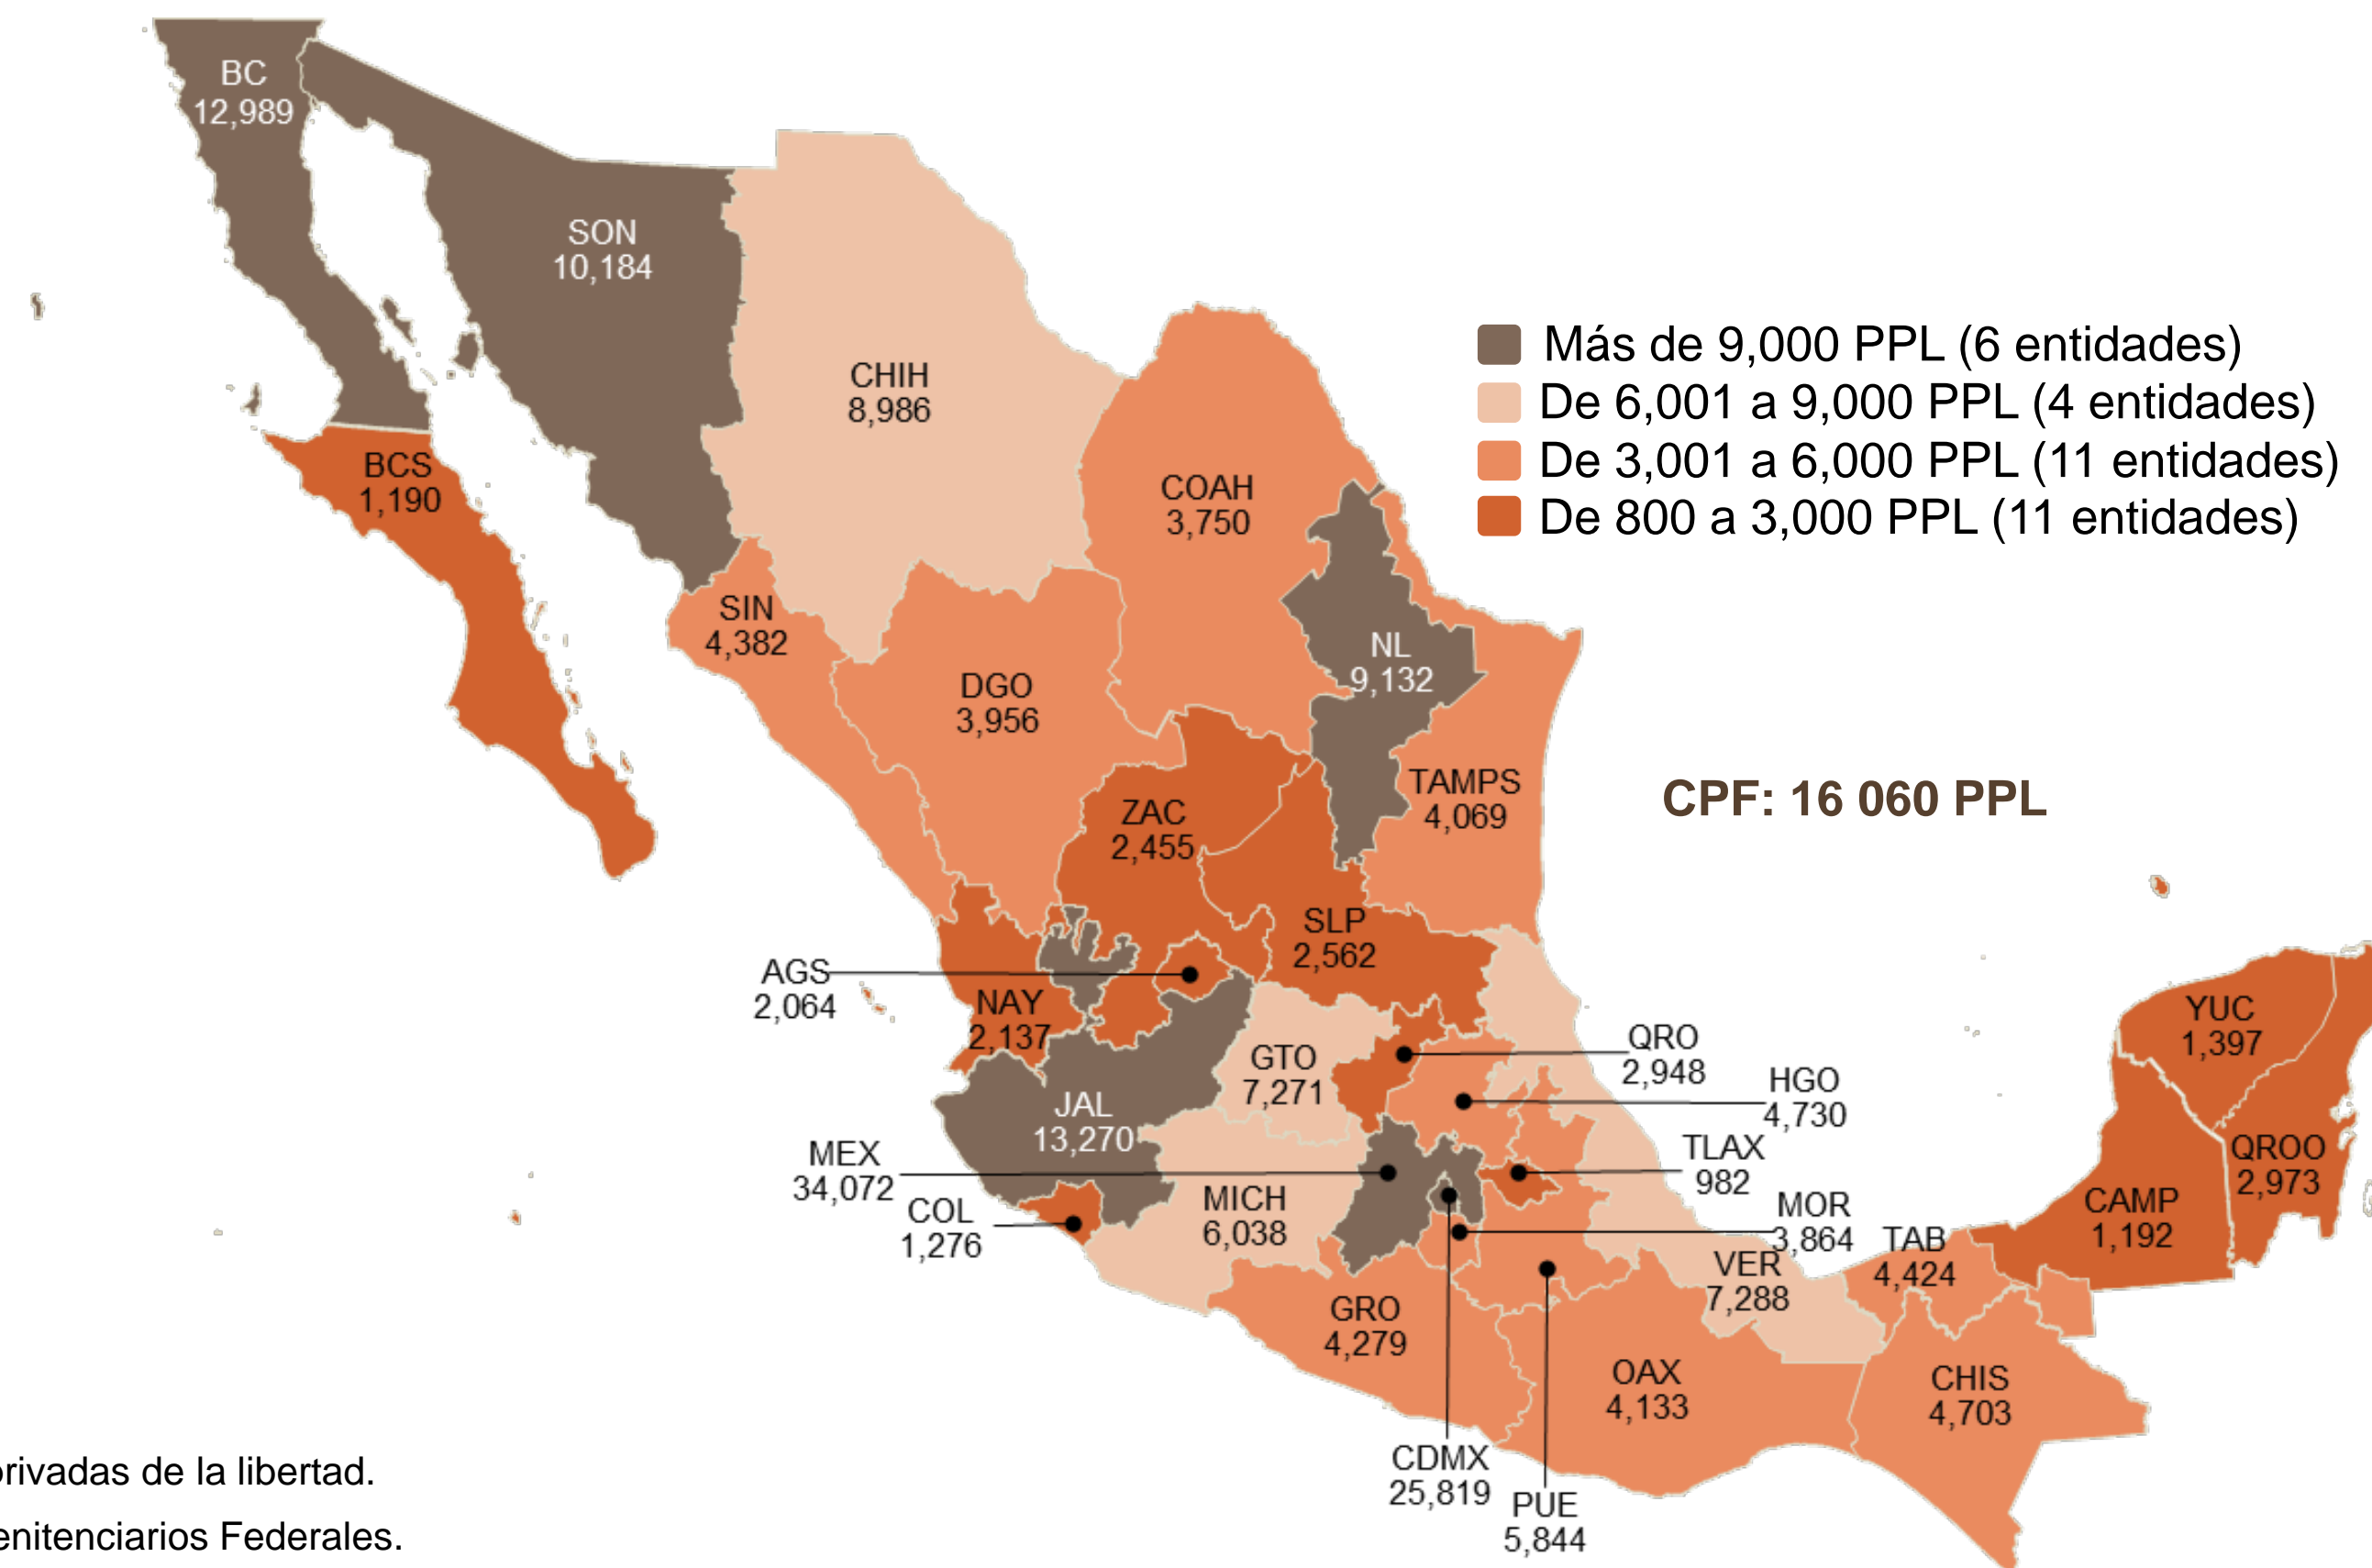 BC
12,989
SON
10,184
CHIH
8,986
Más de 9,000 PPL (6 entidades)
De 6,001 a 9,000 PPL (4 entidades)
De 3,001 a 6,000 PPL (11 entidades)
De 800 a 3,000 PPL (11 entidades)
BCS
1,190
COAH
3,750
SIN
4,382
NL
9,132
DGO
3,956
TAMPS
4,069
CPF: 16 060 PPL
ZAC
2,455
SLP
2,562
AGS
2,064
NAY
2,137
YUC
1,397
GTO
7,271
QRO
2,948
HGO
4,730
JAL
13,270
MEX
34,072
TLAX
982
QROO
2,973
MICH
6,038
COL
1,276
MOR
3,864
CAMP
1,192
TAB
4,424
VER
7,288
GRO
4,279
OAX
4,133
CHIS
4,703
CDMX
25,819
PUE
5,844
de la libertad.
Federales.